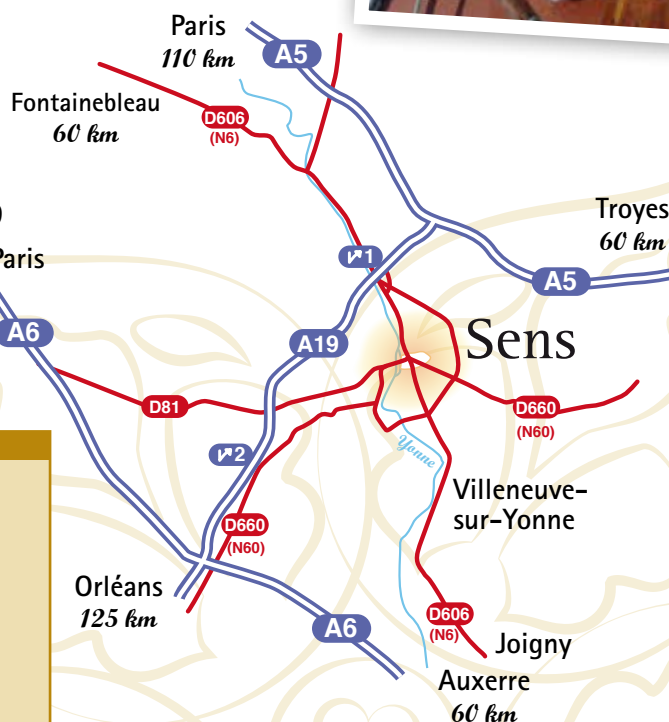 Paris
110 km
A5
Fontainebleau
60 km
D606
(N6)
Troyes
60 km
Paris
1
A5
A6
A19
Sens
D81
D660
(N60)
2
Yonne
Villeneuve-
sur-Yonne
D660
(N60)
Orléans
125 km
A6
D606
(N6)
Joigny
Auxerre
60 km